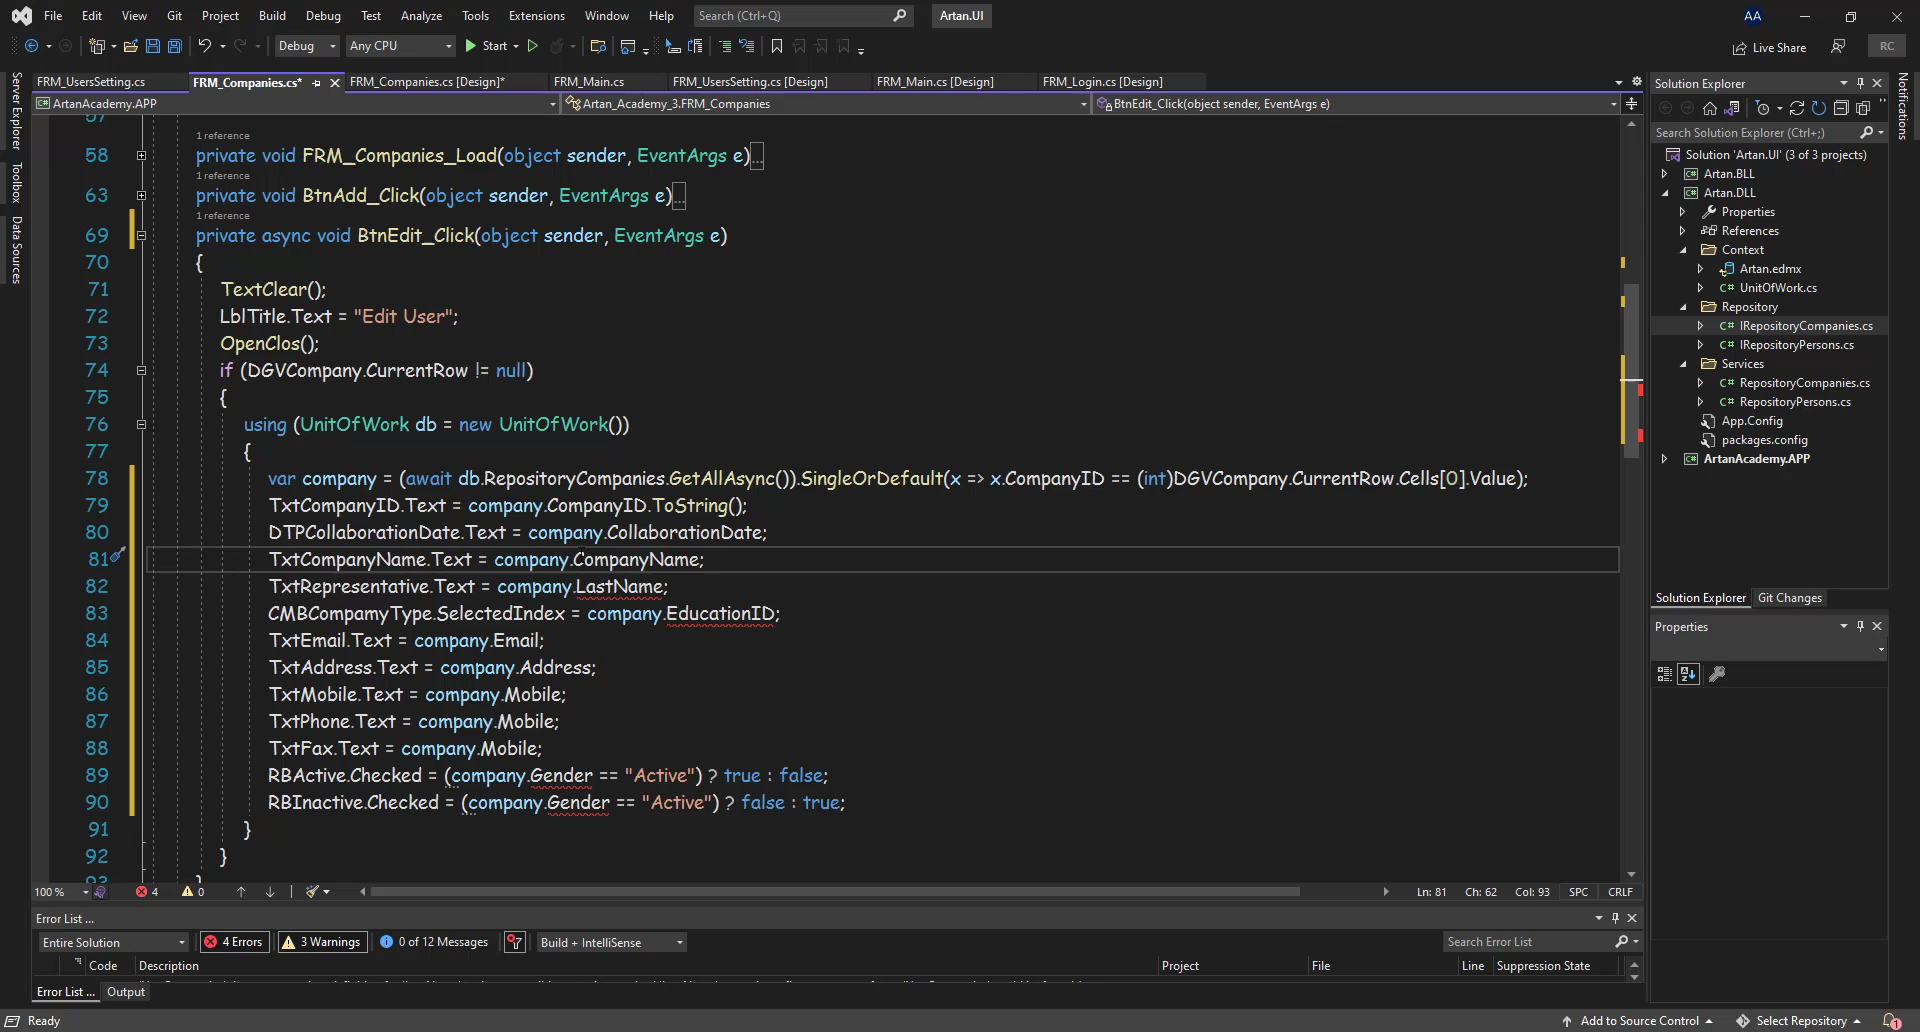 File Edit View Git Project Build Debug Test Analyze Tools Extensions Window Help Search (Ctrl+Q) Artan.UI AA
Debug Any CPU Start Live Share RC
FRM_UsersSetting.cs FRM_Companies.cs* FRM_Companies.cs [Design]* FRM_Main.cs FRM_UsersSetting.cs [Design] FRM_Main.cs [Design] FRM_Login.cs [Design]
ArtanAcademy.APP Artan_Academy_3.FRM_Companies BtnEdit_Click(object sender, EventArgs e)
Server Explorer
Toolbox
Data Sources
57
1 reference
58 private void FRM_Companies_Load(object sender, EventArgs e)...
1 reference
63 private void BtnAdd_Click(object sender, EventArgs e)...
1 reference
69 private async void BtnEdit_Click(object sender, EventArgs e)
70 {
71 TextClear();
72 LblTitle.Text = "Edit User";
73 OpenClos();
74 if (DGVCompany.CurrentRow != null)
75 {
76 using (UnitOfWork db = new UnitOfWork())
77 {
78 var company = (await db.RepositoryCompanies.GetAllAsync()).SingleOrDefault(x => x.CompanyID == (int)DGVCompany.CurrentRow.Cells[0].Value);
79 TxtCompanyID.Text = company.CompanyID.ToString();
80 DTPCollaborationDate.Text = company.CollaborationDate;
81 TxtCompanyName.Text = company.CompanyName;
82 TxtRepresentative.Text = company.LastName;
83 CMBCompamyType.SelectedIndex = company.EducationID;
84 TxtEmail.Text = company.Email;
85 TxtAddress.Text = company.Address;
86 TxtMobile.Text = company.Mobile;
87 TxtPhone.Text = company.Mobile;
88 TxtFax.Text = company.Mobile;
89 RBActive.Checked = (company.Gender == "Active") ? true : false;
90 RBInactive.Checked = (company.Gender == "Active") ? false : true;
91 }
92 }
100 % 4 0 Ln: 81 Ch: 62 Col: 93 SPC CRLF
Error List ...
Entire Solution 4 Errors 3 Warnings 0 of 12 Messages Build + IntelliSense Search Error List
Code Description Project File Line Suppression State
Error List ... Output
Ready Add to Source Control Select Repository 1
Solution Explorer
Search Solution Explorer (Ctrl+;)
Solution 'Artan.UI' (3 of 3 projects)
Artan.BLL
Artan.DLL
Properties
References
Context
Artan.edmx
UnitOfWork.cs
Repository
IRepositoryCompanies.cs
IRepositoryPersons.cs
Services
RepositoryCompanies.cs
RepositoryPersons.cs
App.Config
packages.config
ArtanAcademy.APP
Solution Explorer Git Changes
Properties
Notifications